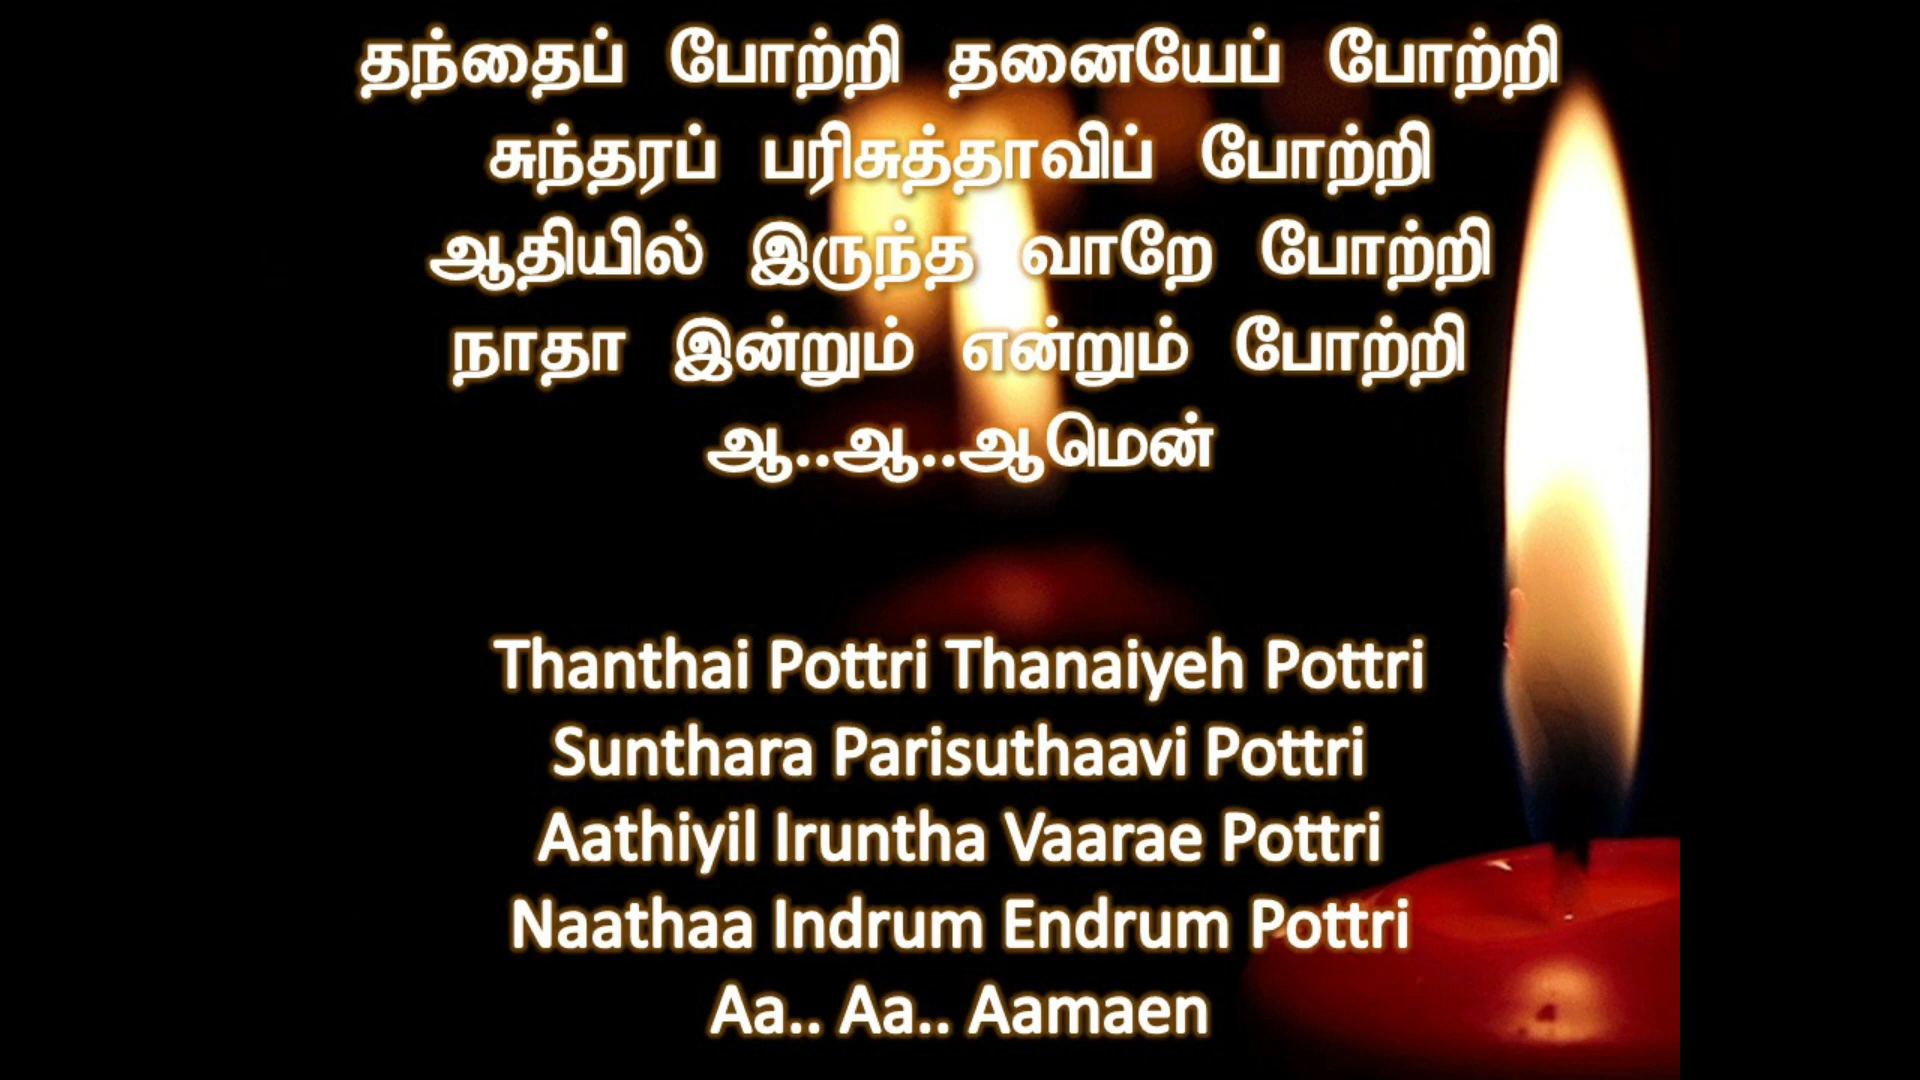 தந்தைப் போற்றி தனையேப் போற்றி
சுந்தரப் பரிசுத்தாவிப் போற்றி
ஆதியில் இருந்த வாறே போற்றி
நாதா இன்றும் என்றும் போற்றி
ஆ..ஆ..ஆமென்
Thanthai Pottri Thanaiyeh Pottri
Sunthara Parisuthaavi Pottri
Aathiyil Iruntha Vaarae Pottri
Naathaa Indrum Endrum Pottri
Aa.. Aa.. Aamaen